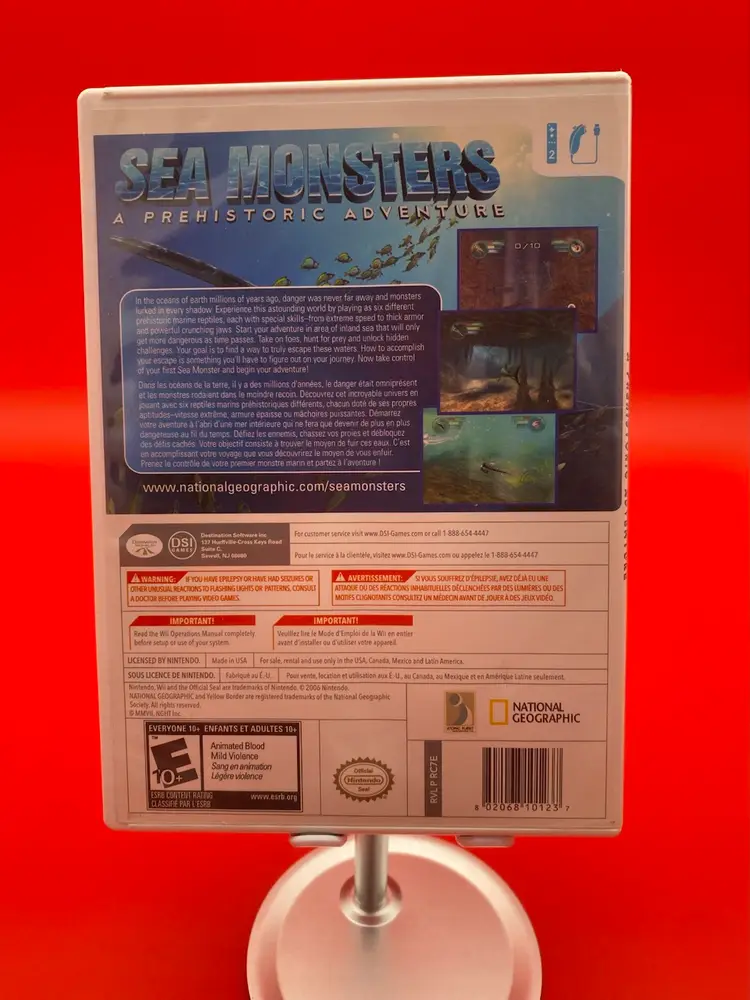 SEA MONSTERS
A PREHISTORIC ADVENTURE
2
0/10
In the oceans of earth millions of years ago, danger was never far away and monsters
lurked in every shadow. Experience this astounding world by playing as six different
prehistoric marine reptiles, each with special skills–from extreme speed to thick armor
and powerful crunching jaws. Start your adventure in area of inland sea that will only
get more dangerous as time passes. Take on foes, hunt for prey and unlock hidden
challenges. Your goal is to find a way to truly escape these waters. How to accomplish
your escape is something you'll have to figure out on your journey. Now take control
of your first Sea Monster and begin your adventure!
Dans les océans de la terre, il y a des millions d'années, le danger était omniprésent
et les monstres rodaient dans le moindre recoin. Découvrez cet incroyable univers en
jouant avec six reptiles marins préhistoriques différents, chacun doté de ses propres
aptitudes–vitesse extrême, armure épaisse ou mâchoires puissantes. Démarrez
votre aventure à l'abri d'une mer intérieure qui ne fera que devenir de plus en plus
dangereuse au fil du temps. Défiez les ennemis, chassez vos proies et débloquez
des défis cachés. Votre objectif consiste à trouver le moyen de fuir ces eaux. C'est
en accomplissant votre voyage que vous découvrirez le moyen de vous enfuir.
Prenez le contrôle de votre premier monstre marin et partez à l'aventure !
www.nationalgeographic.com/seamonsters
DSI
GAMES
Destination Software Inc
127 Hurffville-Cross Keys Road
Suite C,
Sewell, NJ 08080
For customer service visit www.DSI-Games.com or call 1-888-654-4447
Pour le service à la clientèle, visitez www.DSI-Games.com ou appelez le 1-888-654-4447
WARNING: IF YOU HAVE EPILEPSY OR HAVE HAD SEIZURES OR
OTHER UNUSUAL REACTIONS TO FLASHING LIGHTS OR PATTERNS, CONSULT
A DOCTOR BEFORE PLAYING VIDEO GAMES.
AVERTISSEMENT: SI VOUS SOUFFREZ D'ÉPILEPSIE, AVEZ DÉJÀ EU UNE
ATTAQUE OU DES RÉACTIONS INHABITUELLES DÉCLENCHÉES PAR DES LUMIÈRES OU DES
MOTIFS CLIGNOTANTS CONSULTEZ UN MÉDECIN AVANT DE JOUER À DES JEUX VIDÉO.
IMPORTANT!
Read the Wii Operations Manual completely
before setup or use of your system.
IMPORTANT!
Veuillez lire le Mode d'Emploi de la Wii en entier
avant d'installer ou d'utiliser votre appareil.
LICENSED BY NINTENDO. Made in USA For sale, rental and use only in the USA, Canada, Mexico and Latin America.
SOUS LICENCE DE NINTENDO. Fabriqué au É.-U. Pour vente, location et utilisation aux É.-U., au Canada, au Mexique et en Amérique Latine seulement.
Nintendo, Wii and the Official Seal are trademarks of Nintendo. © 2006 Nintendo.
NATIONAL GEOGRAPHIC and Yellow Border are registered trademarks of the National Geographic
Society. All rights reserved.
© MMVII, Inc.
NATIONAL
GEOGRAPHIC
EVERYONE 10+ ENFANTS ET ADULTES 10+
E
10+
TM
Animated Blood
Mild Violence
Sang en animation
Légère violence
ESRB CONTENT RATING www.esrb.org
CLASSIFIÉ PAR L'ESRB
Official
Nintendo
Seal
RVL P RC7E
8 02068 10123 7